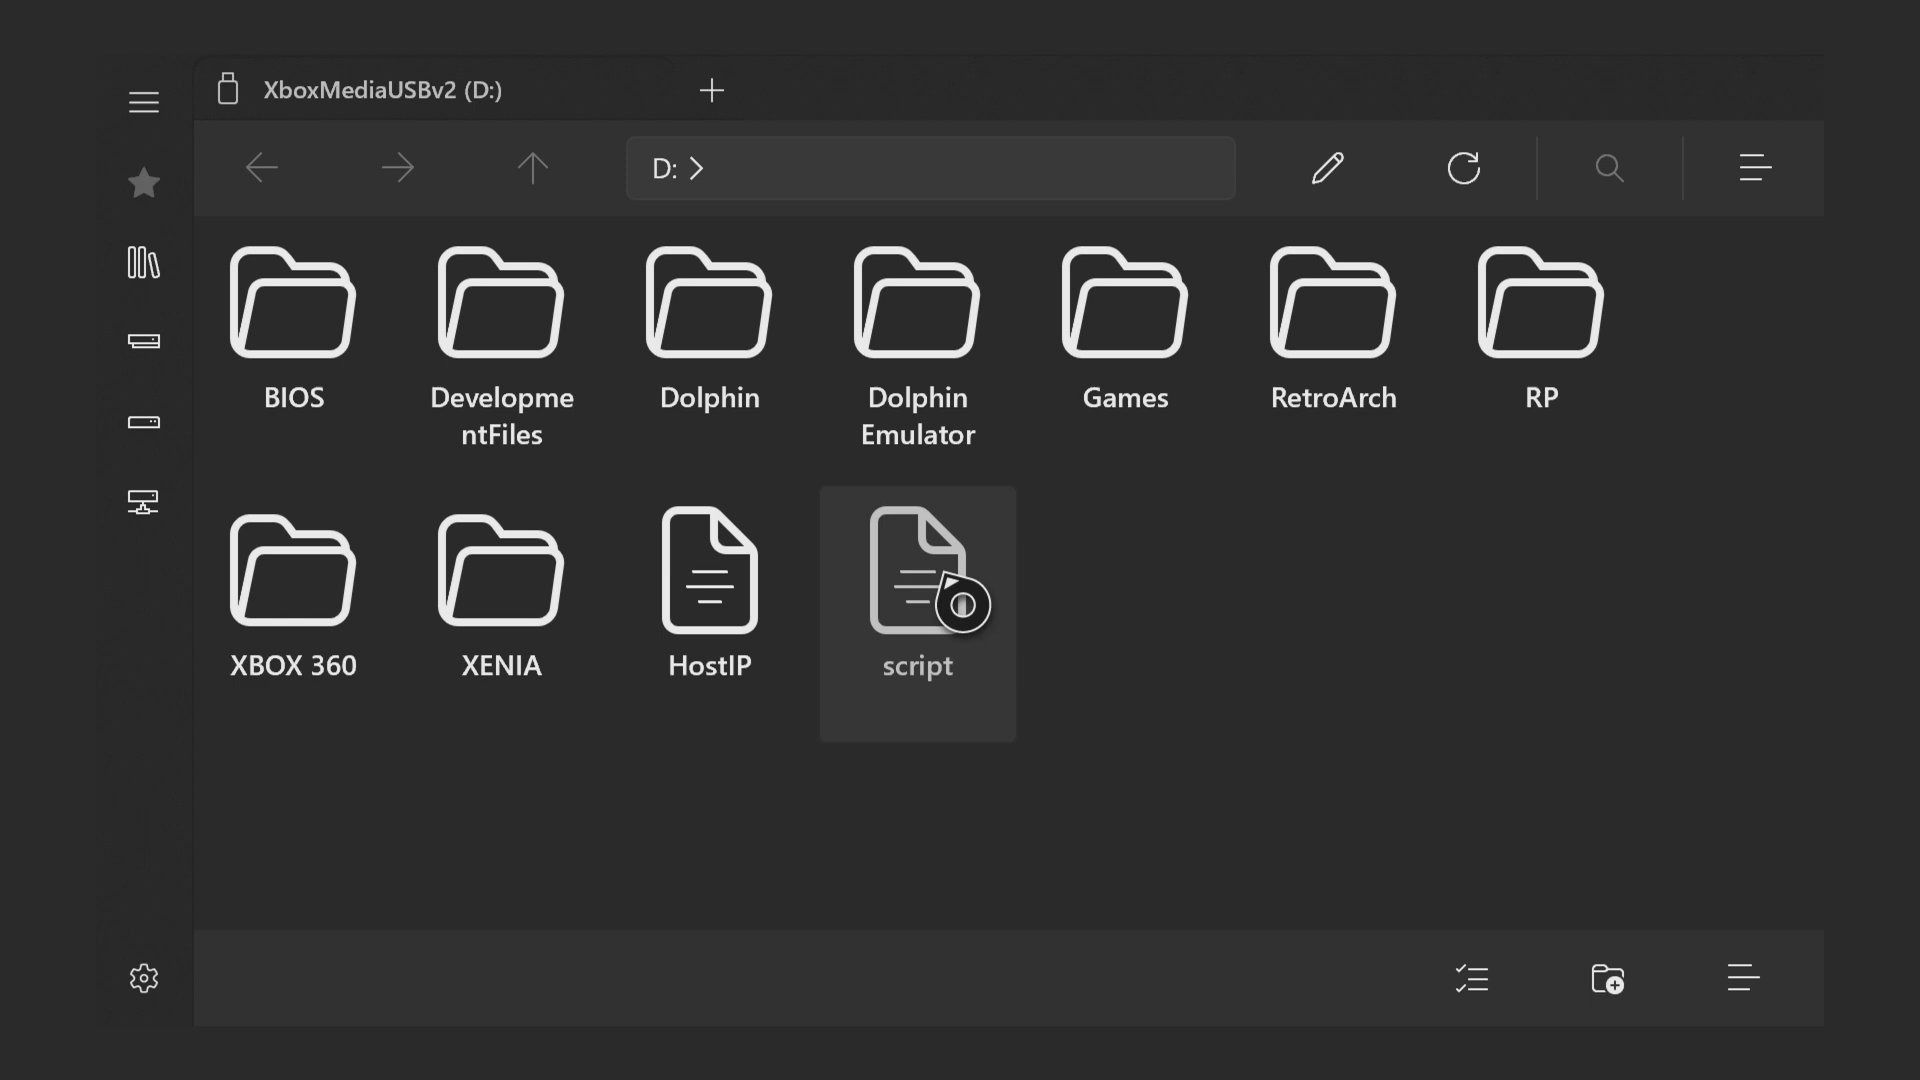 XboxMediaUSBv2 (D:)
D:
BIOS
Developme
ntFiles
Dolphin
Dolphin
Emulator
Games
RetroArch
RP
XBOX 360
XENIA
HostIP
script